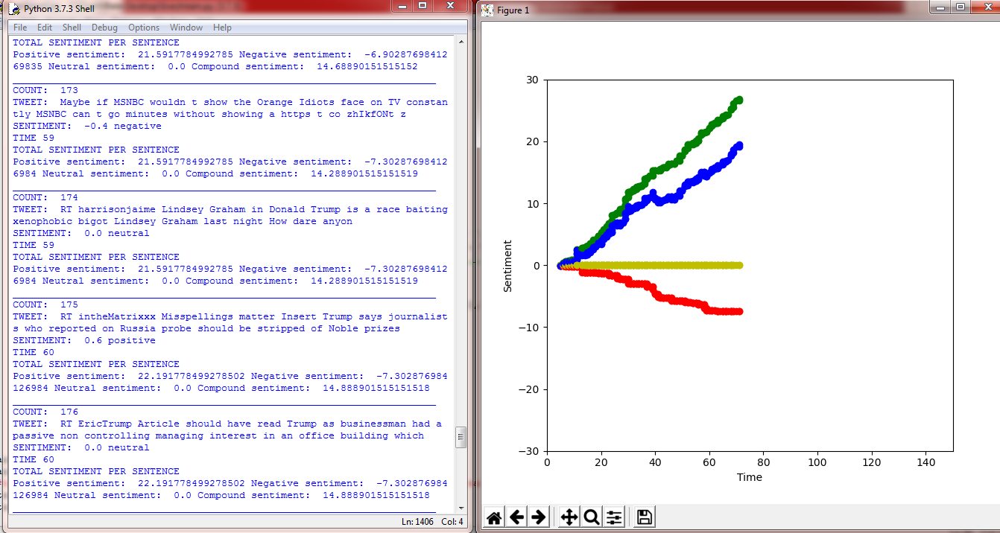 Python 3.7.3 Shell
File Edit Shell Debug Options Window Help
TOTAL SENTIMENT PER SENTENCE
Positive sentiment:  21.5917784992785 Negative sentiment:  -6.90287698412
69835 Neutral sentiment:  0.0 Compound sentiment:  14.68890151515152
COUNT:  173
TWEET:  Maybe if MSNBC wouldn t show the Orange Idiots face on TV constan
tly MSNBC can t go minutes without showing a https t co zhIkfONt z
SENTIMENT:  -0.4 negative
TIME 59
TOTAL SENTIMENT PER SENTENCE
Positive sentiment:  21.5917784992785 Negative sentiment:  -7.30287698412
6984 Neutral sentiment:  0.0 Compound sentiment:  14.288901515151519
COUNT:  174
TWEET:  RT harrisonjaime Lindsey Graham in Donald Trump is a race baiting
xenophobic bigot Lindsey Graham last night How dare anyon
SENTIMENT:  0.0 neutral
TIME 59
TOTAL SENTIMENT PER SENTENCE
Positive sentiment:  21.5917784992785 Negative sentiment:  -7.30287698412
6984 Neutral sentiment:  0.0 Compound sentiment:  14.288901515151519
COUNT:  175
TWEET:  RT intheMatrixxx Misspellings matter Insert Trump says journalist
s who reported on Russia probe should be stripped of Noble prizes
SENTIMENT:  0.6 positive
TIME 60
TOTAL SENTIMENT PER SENTENCE
Positive sentiment:  22.191778499278502 Negative sentiment:  -7.302876984
126984 Neutral sentiment:  0.0 Compound sentiment:  14.888901515151518
COUNT:  176
TWEET:  RT EricTrump Article should have read Trump as businessman had a
passive non controlling managing interest in an office building which
SENTIMENT:  0.0 neutral
TIME 60
TOTAL SENTIMENT PER SENTENCE
Positive sentiment:  22.191778499278502 Negative sentiment:  -7.302876984
126984 Neutral sentiment:  0.0 Compound sentiment:  14.888901515151518
Ln: 1406 Col: 4
Figure 1
30
20
10
0
−10
−20
−30
Sentiment
0 20 40 60 80 100 120 140
Time